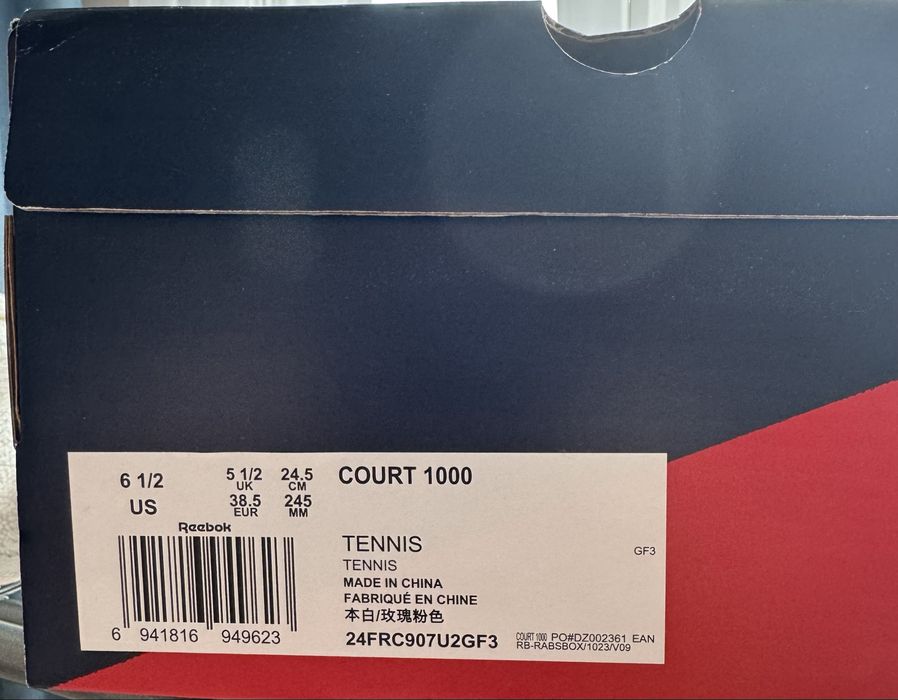 6 1/2
US
5 1/2
UK
38.5
EUR
24.5
CM
245
MM
COURT 1000
Reebok
6 941816 949623
TENNIS
TENNIS
MADE IN CHINA
FABRIQUÉ EN CHINE
本白/玫瑰粉色
24FRC907U2GF3
GF3
COURT 1000 PO#DZ002361 EAN
RB-RABSBOX/1023/V09